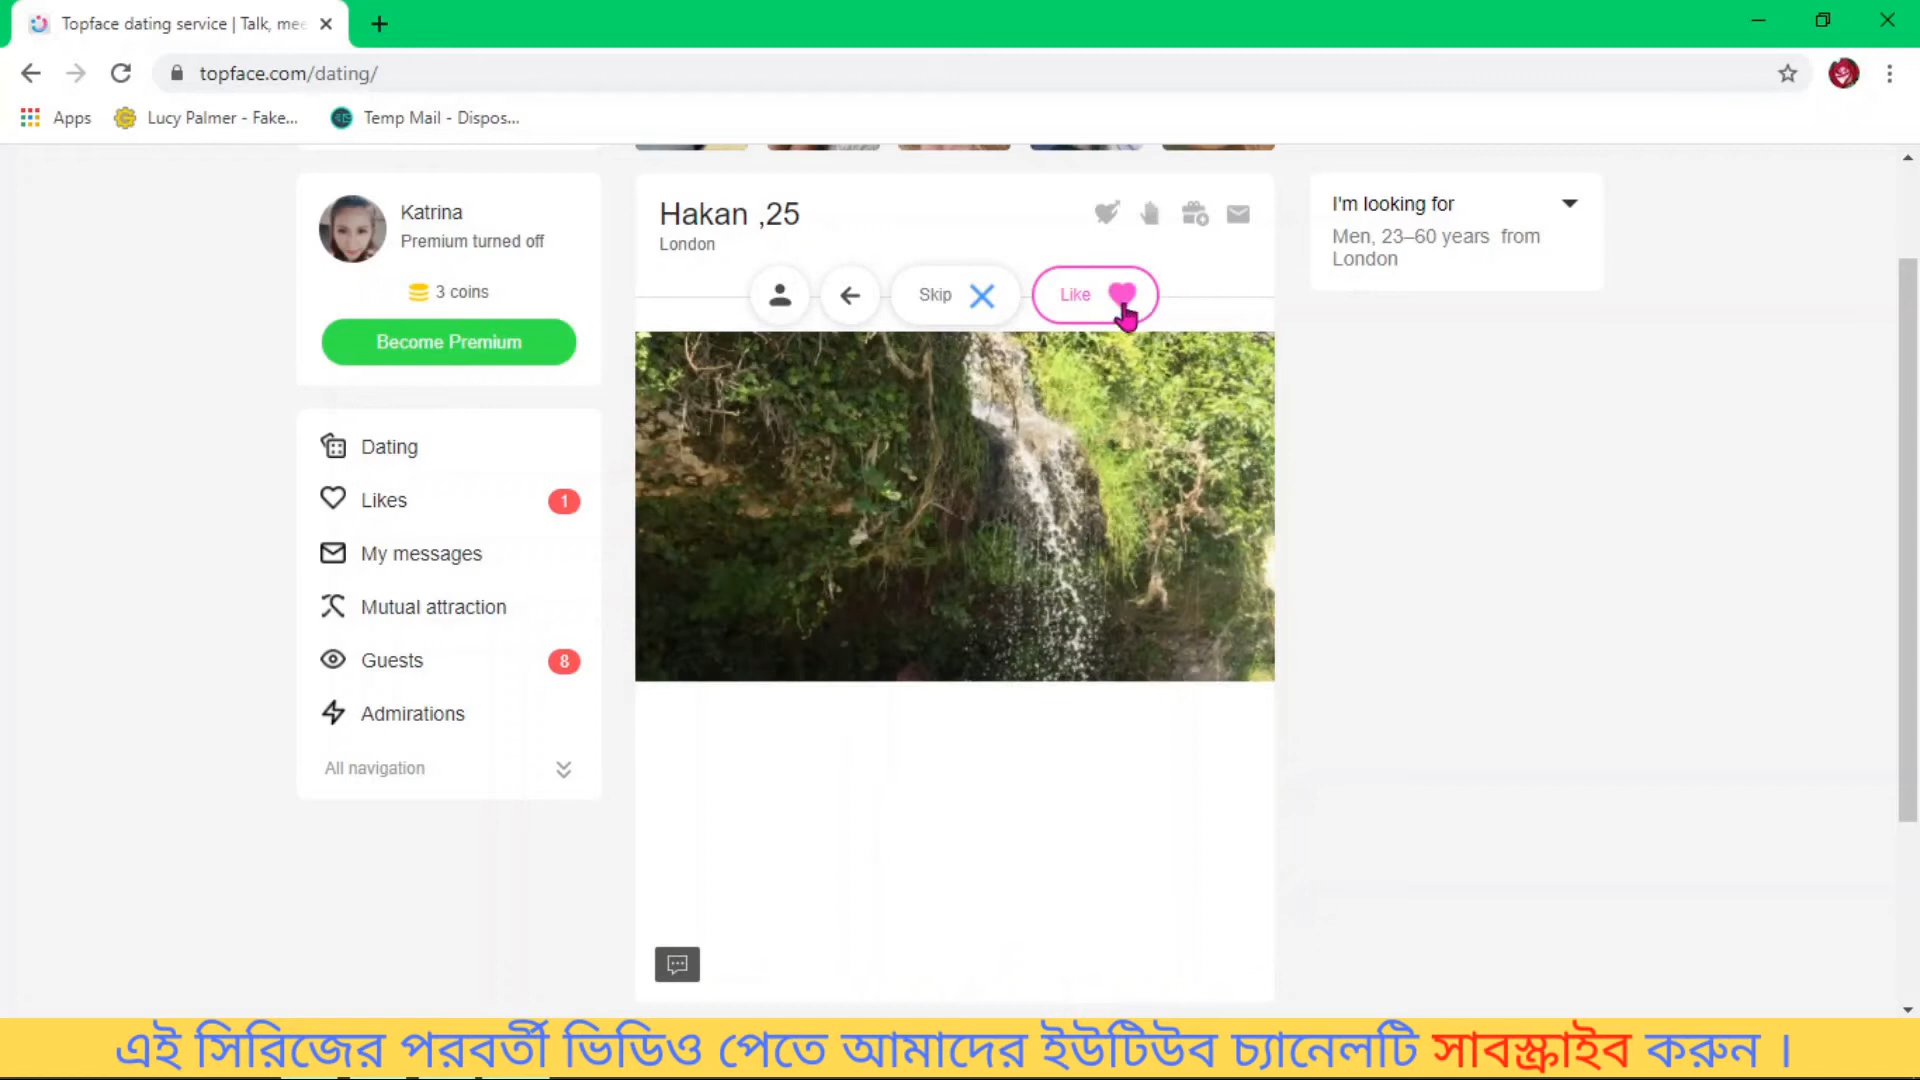 Topface dating service | Talk, mee
topface.com/dating/
Apps
Lucy Palmer - Fake...
Temp Mail - Dispos...
Katrina
Premium turned off
3 coins
Become Premium
Dating
Likes
1
My messages
Mutual attraction
Guests
8
Admirations
All navigation
Hakan ,25
London
Skip
Like
I'm looking for
Men, 23–60 years from
London
এই সিরিজের পরবর্তী ভিডিও পেতে আমাদের ইউটিউব চ্যানেলটি সাবস্ক্রাইব করুন ।